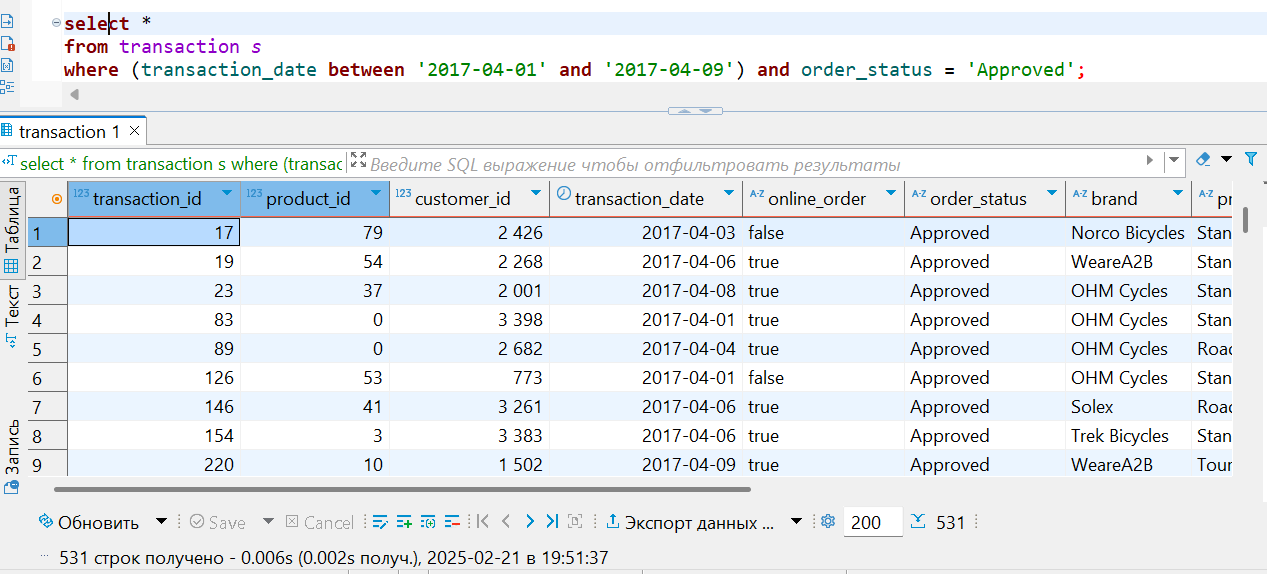 select *
from transaction s
where (transaction_date between '2017-04-01' and '2017-04-09') and order_status = 'Approved';
transaction 1
select * from transaction s where (transac Введите SQL выражение чтобы отфильтровать результаты
Таблица
Текст
Запись
123 transaction_id 123 product_id 123 customer_id transaction_date A-Z online_order A-Z order_status A-Z brand A-Z pr
1 17 79 2 426 2017-04-03 false Approved Norco Bicycles Stan
2 19 54 2 268 2017-04-06 true Approved WeareA2B Stan
3 23 37 2 001 2017-04-08 true Approved OHM Cycles Stan
4 83 0 3 398 2017-04-01 true Approved OHM Cycles Stan
5 89 0 2 682 2017-04-04 true Approved OHM Cycles Roac
6 126 53 773 2017-04-01 false Approved OHM Cycles Stan
7 146 41 3 261 2017-04-06 true Approved Solex Roac
8 154 3 3 383 2017-04-06 true Approved Trek Bicycles Stan
9 220 10 1 502 2017-04-09 true Approved WeareA2B Tour
Обновить Save Cancel Экспорт данных ... 200 531
531 строк получено - 0.006s (0.002s получ.), 2025-02-21 в 19:51:37